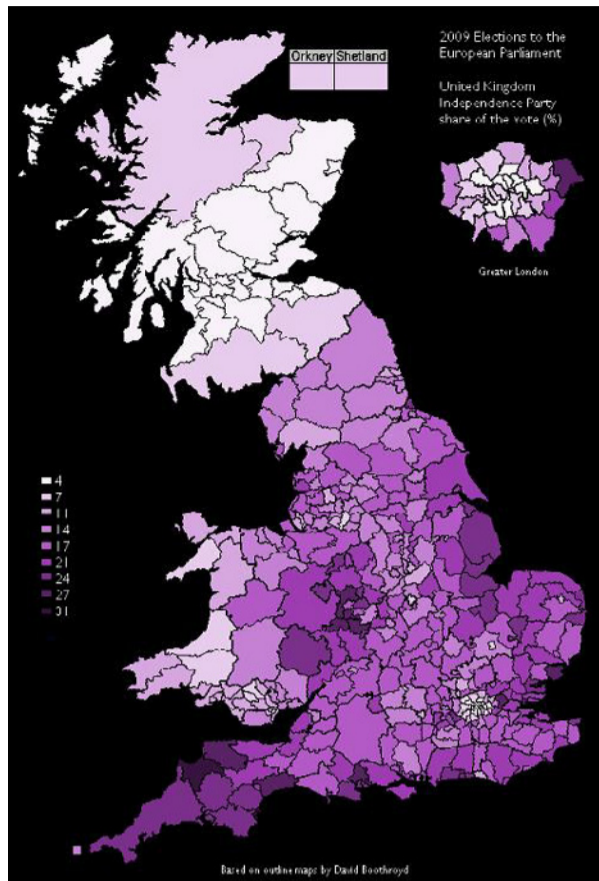 2009 Elections to the
European Parliament
United Kingdom
Independence Party
share of the vote (%)
Orkney Shetland
Greater London
4
7
11
14
17
21
24
27
31
Based on outline maps by David Boothroyd